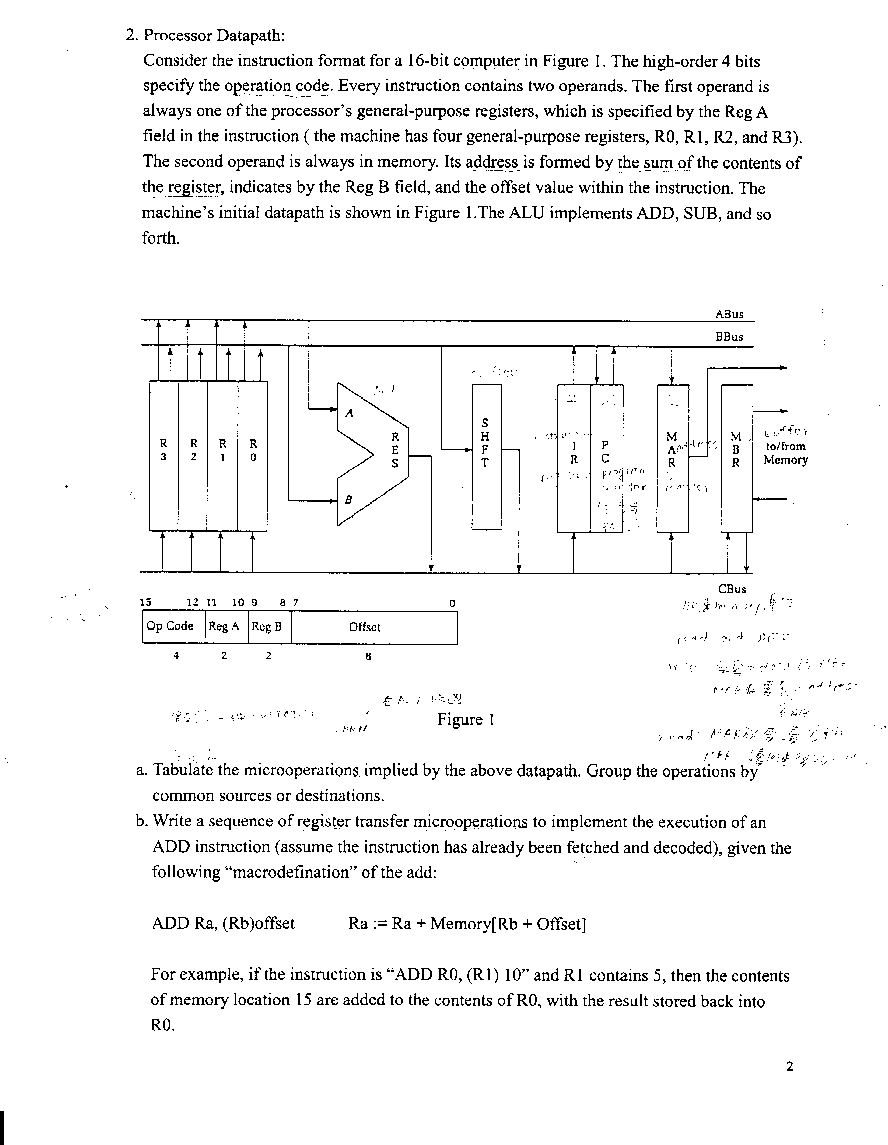 2. Processor Datapath:
Consider the instruction format for a 16-bit computer in Figure 1. The high-order 4 bits
specify the operation code. Every instruction contains two operands. The first operand is
always one of the processor's general-purpose registers, which is specified by the Reg A
field in the instruction ( the machine has four general-purpose registers, R0, R1, R2, and R3).
The second operand is always in memory. Its address is formed by the sum of the contents of
the register, indicates by the Reg B field, and the offset value within the instruction. The
machine's initial datapath is shown in Figure 1.The ALU implements ADD, SUB, and so
forth.
ABus
BBus
R 3
R 2
R 1
R 0
A
B
RES
SHFT
IR
PC
MAR
MBR
to/from
Memory
CBus
15 12 11 10 9 8 7 0
Op Code Reg A Reg B Offset
4 2 2 8
Figure 1
a. Tabulate the microoperations implied by the above datapath. Group the operations by
common sources or destinations.
b. Write a sequence of register transfer microoperations to implement the execution of an
ADD instruction (assume the instruction has already been fetched and decoded), given the
following "macrodefination" of the add:
ADD Ra, (Rb)offset Ra := Ra + Memory[Rb + Offset]
For example, if the instruction is "ADD R0, (R1) 10" and R1 contains 5, then the contents
of memory location 15 are added to the contents of R0, with the result stored back into
R0.
2